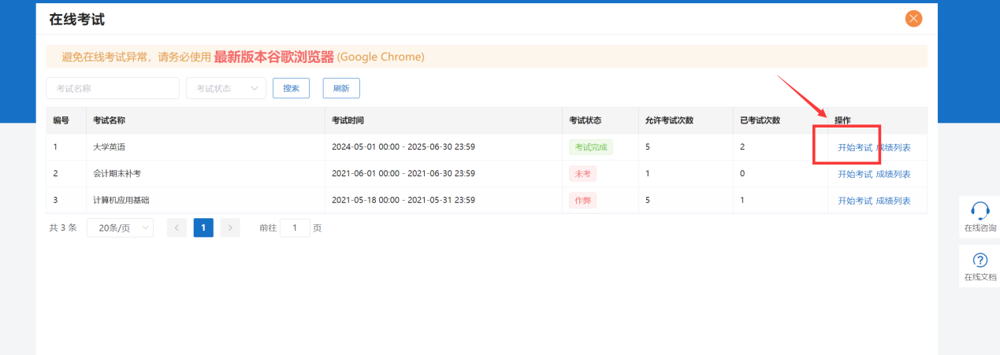 在线考试
避免在线考试异常，请务必使用 最新版本谷歌浏览器 (Google Chrome)
考试名称 考试状态 搜索 刷新
编号 考试名称 考试时间 考试状态 允许考试次数 已考试次数 操作
1 大学英语 2024-05-01 00:00 - 2025-06-30 23:59 考试完成 5 2 开始考试 成绩列表
2 会计期末补考 2021-06-01 00:00 - 2021-06-30 23:59 未考 1 0 开始考试 成绩列表
3 计算机应用基础 2021-05-18 00:00 - 2021-05-31 23:59 作弊 5 1 开始考试 成绩列表
共 3 条 20条/页 1 前往 1 页
在线咨询
在线文档